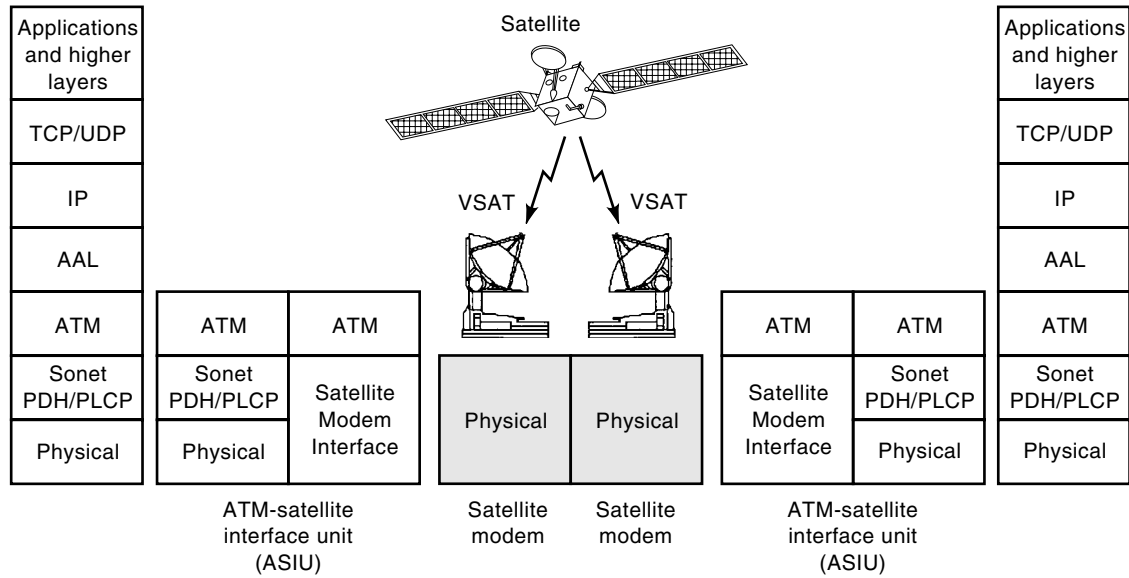 Applications
and higher
layers
TCP/UDP
IP
AAL
ATM
Sonet
PDH/PLCP
Physical
ATM
Sonet
PDH/PLCP
Physical
ATM
Satellite
Modem
Interface
ATM-satellite
interface unit
(ASIU)
Satellite
VSAT
VSAT
Physical
Physical
Satellite
modem
Satellite
modem
ATM
Satellite
Modem
Interface
ATM
Sonet
PDH/PLCP
Physical
ATM-satellite
interface unit
(ASIU)
Applications
and higher
layers
TCP/UDP
IP
AAL
ATM
Sonet
PDH/PLCP
Physical